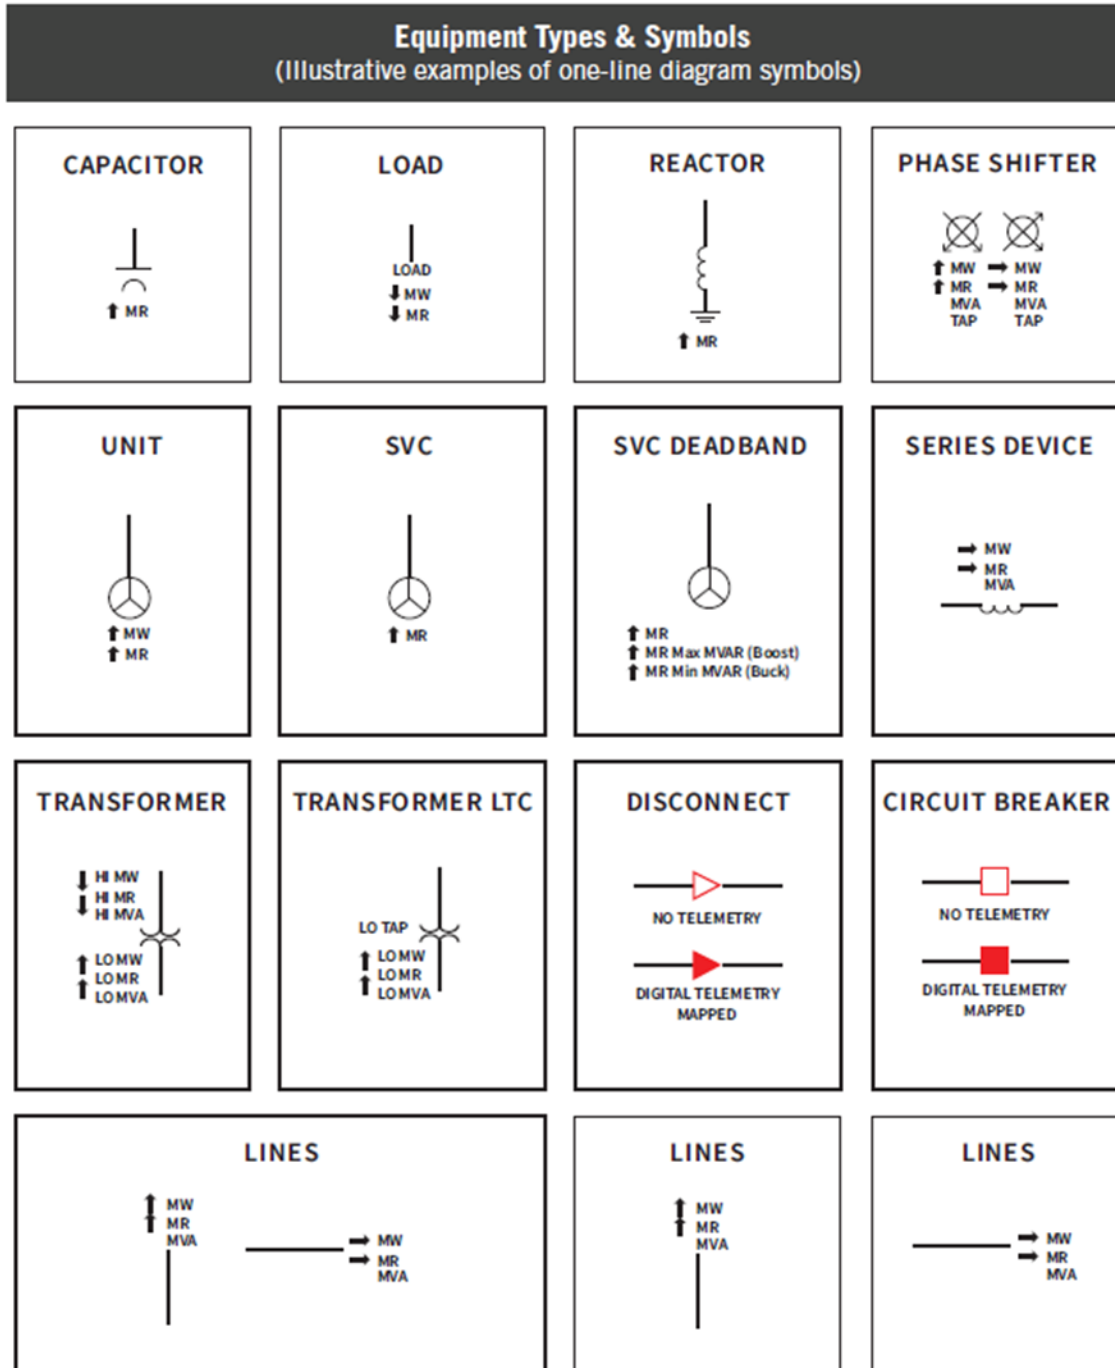 Equipment Types & Symbols
(Illustrative examples of one-line diagram symbols)
CAPACITOR
MR
LOAD
LOAD
MW
MR
REACTOR
MR
PHASE SHIFTER
MW
MR
MVA
TAP
MW
MR
MVA
TAP
UNIT
MW
MR
SVC
MR
SVC DEADBAND
MR
MR Max MVAR (Boost)
MR Min MVAR (Buck)
SERIES DEVICE
MW
MR
MVA
TRANSFORMER
HI MW
HI MR
HI MVA
LO MW
LO MR
LO MVA
TRANSFORMER LTC
LO TAP
LO MW
LO MR
LO MVA
DISCONNECT
NO TELEMETRY
DIGITAL TELEMETRY
MAPPED
CIRCUIT BREAKER
NO TELEMETRY
DIGITAL TELEMETRY
MAPPED
LINES
MW
MR
MVA
MW
MR
MVA
LINES
MW
MR
MVA
LINES
MW
MR
MVA